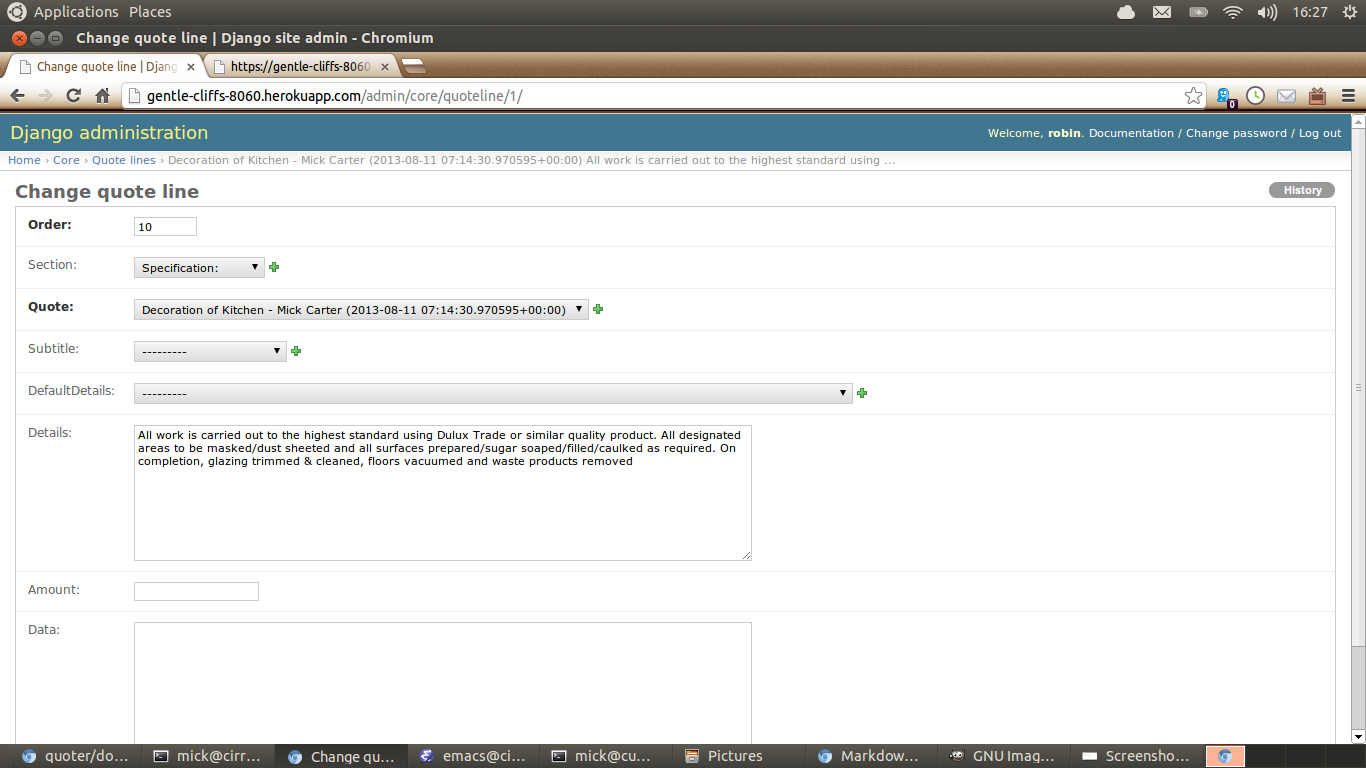 Applications Places 16:27
Change quote line | Django site admin - Chromium
Change quote line | Djang https://gentle-cliffs-8060
gentle-cliffs-8060.herokuapp.com/admin/core/quoteline/1/
0
Django administration Welcome, robin. Documentation / Change password / Log out
Home › Core › Quote lines › Decoration of Kitchen - Mick Carter (2013-08-11 07:14:30.970595+00:00) All work is carried out to the highest standard using ...
Change quote line History
Order: 10
Section: Specification:
Quote: Decoration of Kitchen - Mick Carter (2013-08-11 07:14:30.970595+00:00)
Subtitle: ---------
DefaultDetails: ---------
Details: All work is carried out to the highest standard using Dulux Trade or similar quality product. All designated
areas to be masked/dust sheeted and all surfaces prepared/sugar soaped/filled/caulked as required. On
completion, glazing trimmed & cleaned, floors vacuumed and waste products removed
Amount:
Data:
quoter/do... mick@cirr... Change qu... emacs@ci... mick@cu... Pictures Markdow... GNU Imag... Screensho...